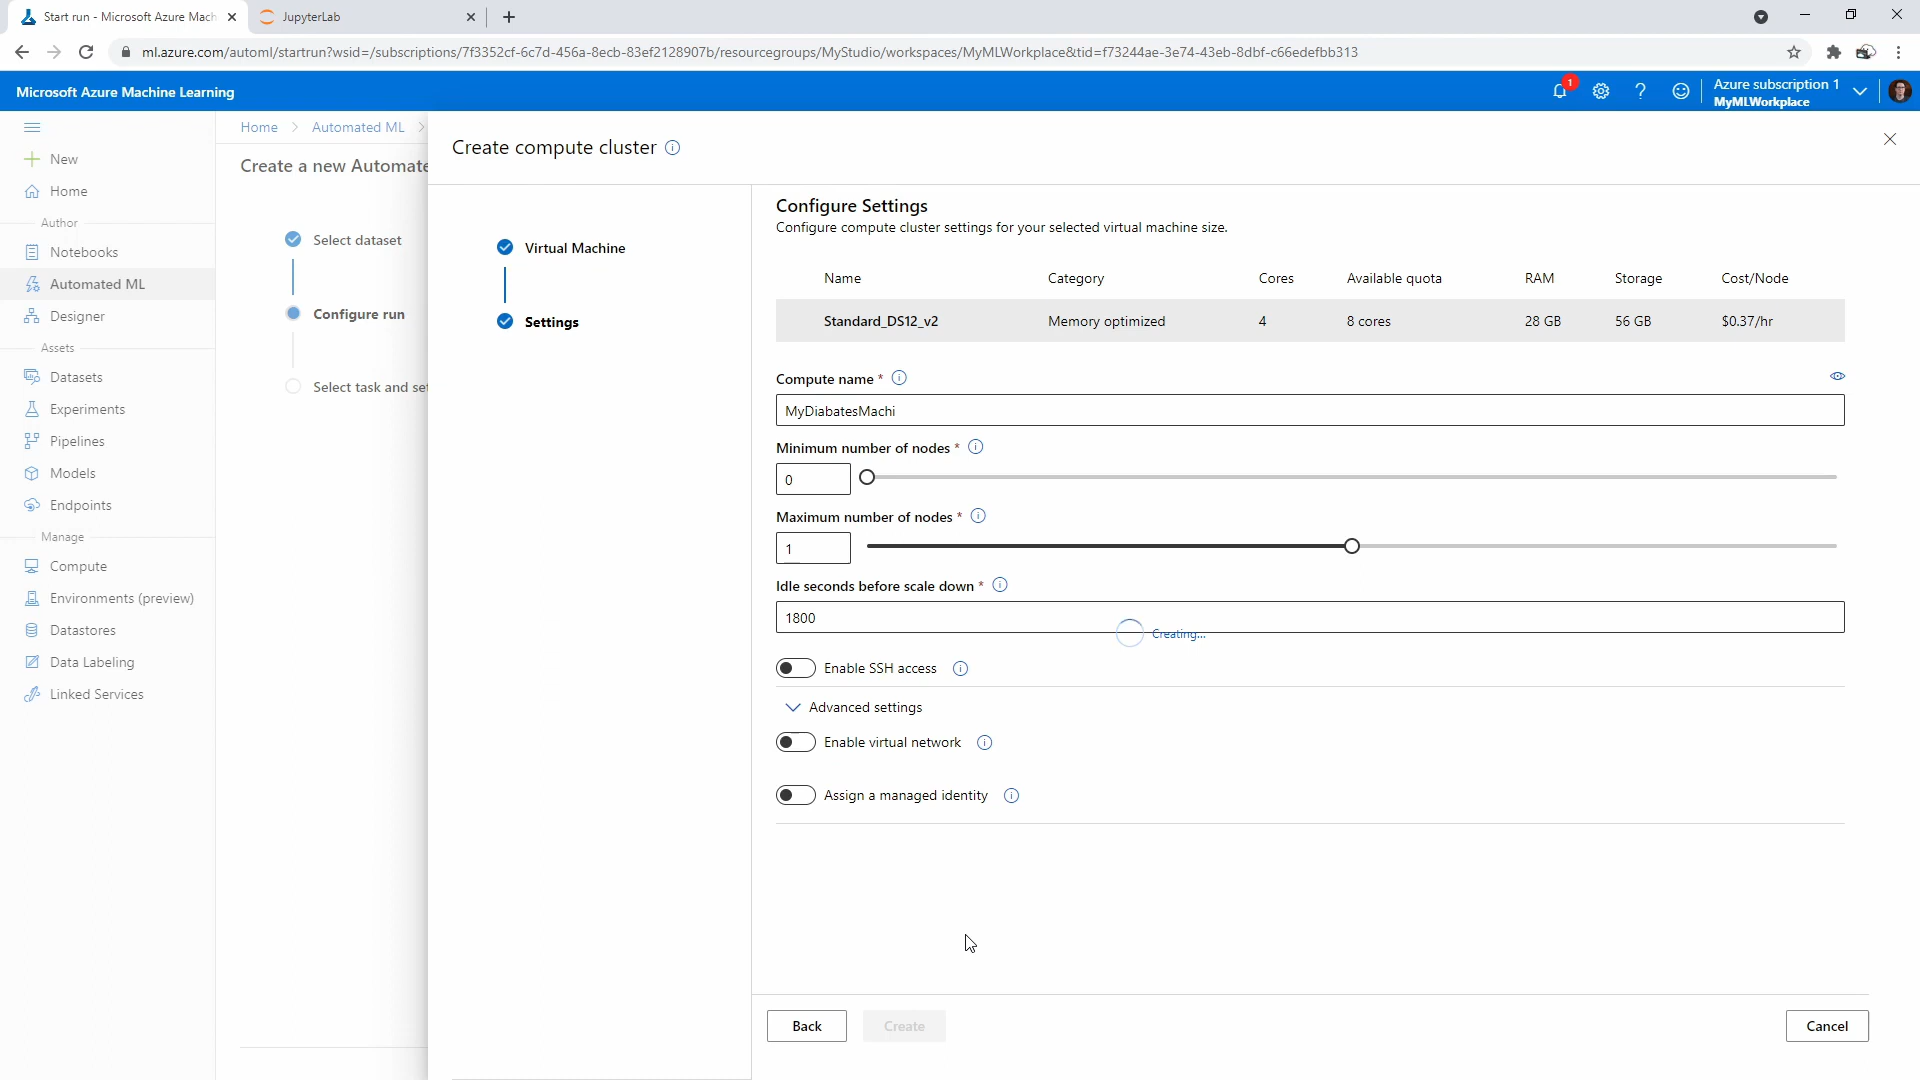 Start run - Microsoft Azure Mach
JupyterLab
ml.azure.com/automl/startrun?wsid=/subscriptions/7f3352cf-6c7d-456a-8ecb-83ef2128907b/resourcegroups/MyStudio/workspaces/MyMLWorkplace&tid=f73244ae-3e74-43eb-8dbf-c66edefbb313
Microsoft Azure Machine Learning
1
Azure subscription 1
MyMLWorkplace
New
Home
Author
Notebooks
Automated ML
Designer
Assets
Datasets
Experiments
Pipelines
Models
Endpoints
Manage
Compute
Environments (preview)
Datastores
Data Labeling
Linked Services
Home > Automated ML >
Create a new Automate
Select dataset
Configure run
Select task and set
Create compute cluster
Virtual Machine
Settings
Configure Settings
Configure compute cluster settings for your selected virtual machine size.
Name Category Cores Available quota RAM Storage Cost/Node
Standard_DS12_v2 Memory optimized 4 8 cores 28 GB 56 GB $0.37/hr
Compute name *
MyDiabatesMachi
Minimum number of nodes *
0
Maximum number of nodes *
1
Idle seconds before scale down *
1800
Creating...
Enable SSH access
Advanced settings
Enable virtual network
Assign a managed identity
Back
Create
Cancel